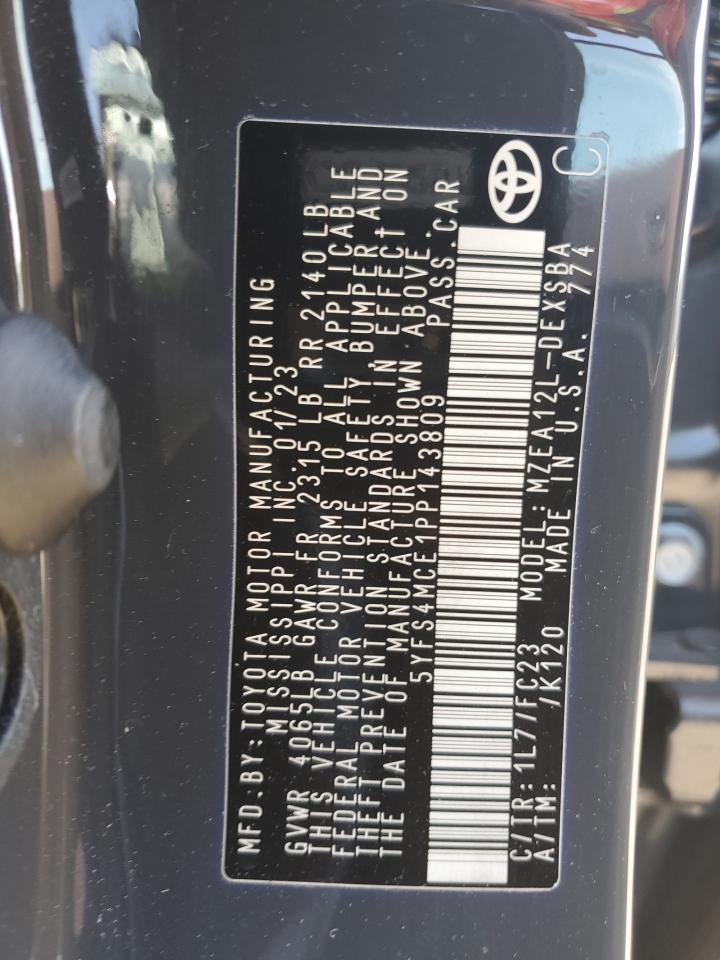 MFD.BY:TOYOTA MOTOR MANUFACTURING
MISSISSIPPI INC. 01/23
GVWR 4065LB GAWR FR 2315 LB RR 2140 LB
THIS VEHICLE CONFORMS TO ALL APPLICABLE
FEDERAL MOTOR VEHICLE SAFETY, BUMPER AND
THEFT PREVENTION STANDARDS IN EFFECT ON
THE DATE OF MANUFACTURE SHOWN ABOVE.
5YFS4MCE1PP143809 PASS.CAR
C/TR:1L7/FC23 MODEL:MZEA12L-DEXSBA
A/TM: /K120 MADE IN U.S.A. 774
C